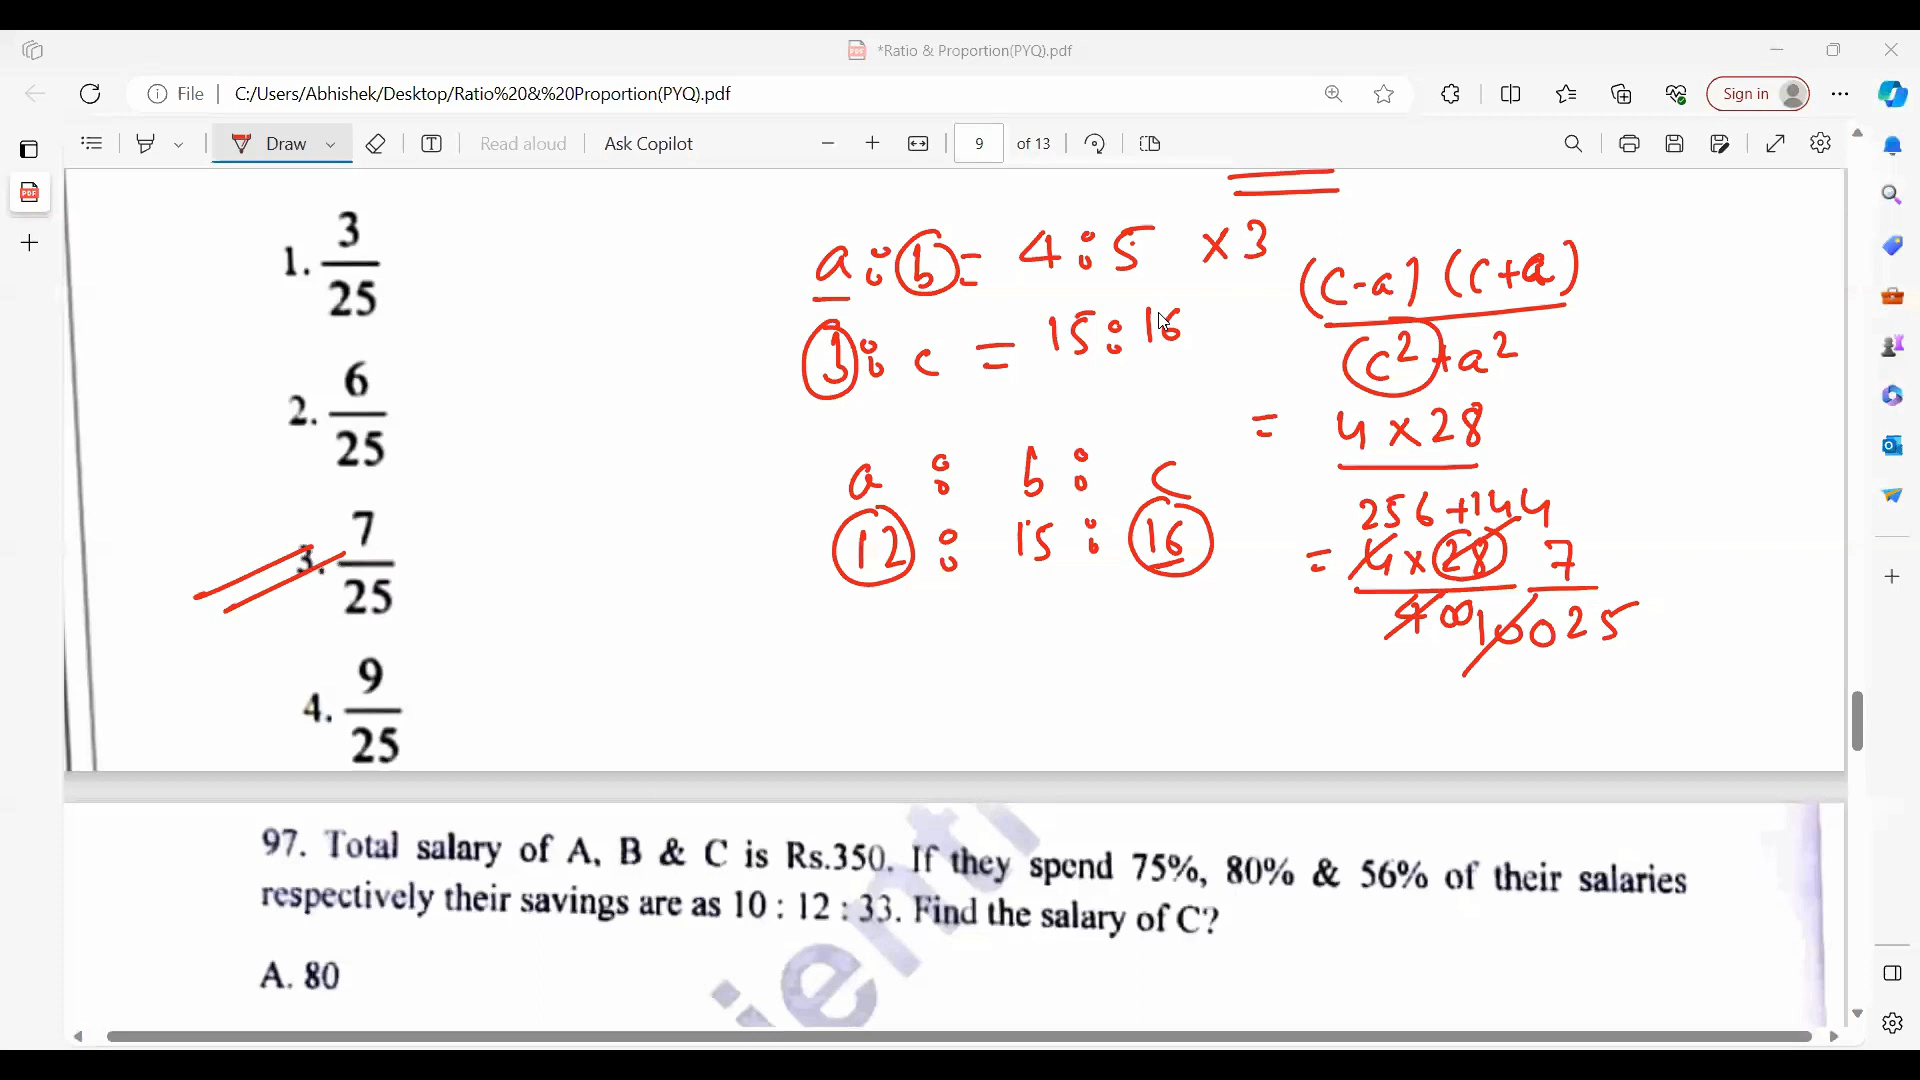 *Ratio & Proportion(PYQ).pdf
File C:/Users/Abhishek/Desktop/Ratio%20&%20Proportion(PYQ).pdf Sign in
Draw Read aloud Ask Copilot 9 of 13
1. 3/25
2. 6/25
3. 7/25
4. 9/25
a : b = 4 : 5 × 3
3 : c = 15 : 16
a : b : c
12 : 15 : 16
(c-a) (c+a)
c² + a²
= 4 × 28
256 + 144
= 4 × 28 7
400 100 25
97. Total salary of A, B & C is Rs.350. If they spend 75%, 80% & 56% of their salaries
respectively their savings are as 10 : 12 : 33. Find the salary of C?
A. 80